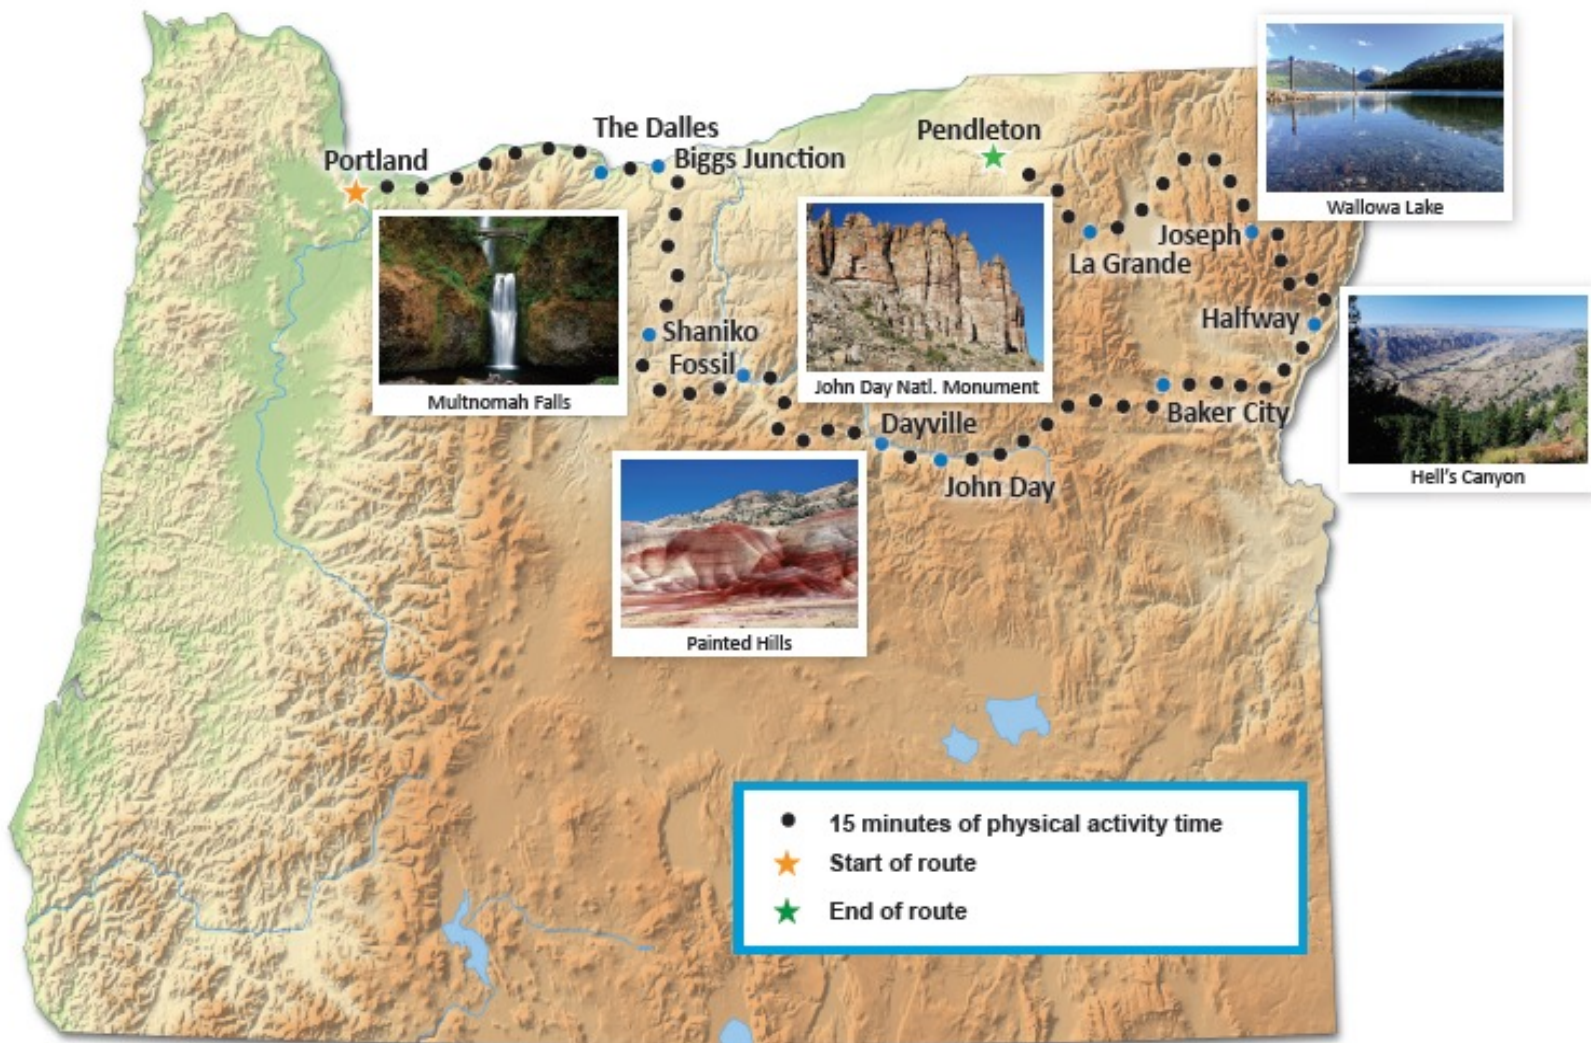 The Dalles
Portland
Biggs Junction
Pendleton
Wallowa Lake
Joseph
La Grande
Multnomah Falls
Shaniko
Fossil
John Day Natl. Monument
Halfway
Hell's Canyon
Baker City
Dayville
John Day
Painted Hills
15 minutes of physical activity time
Start of route
End of route